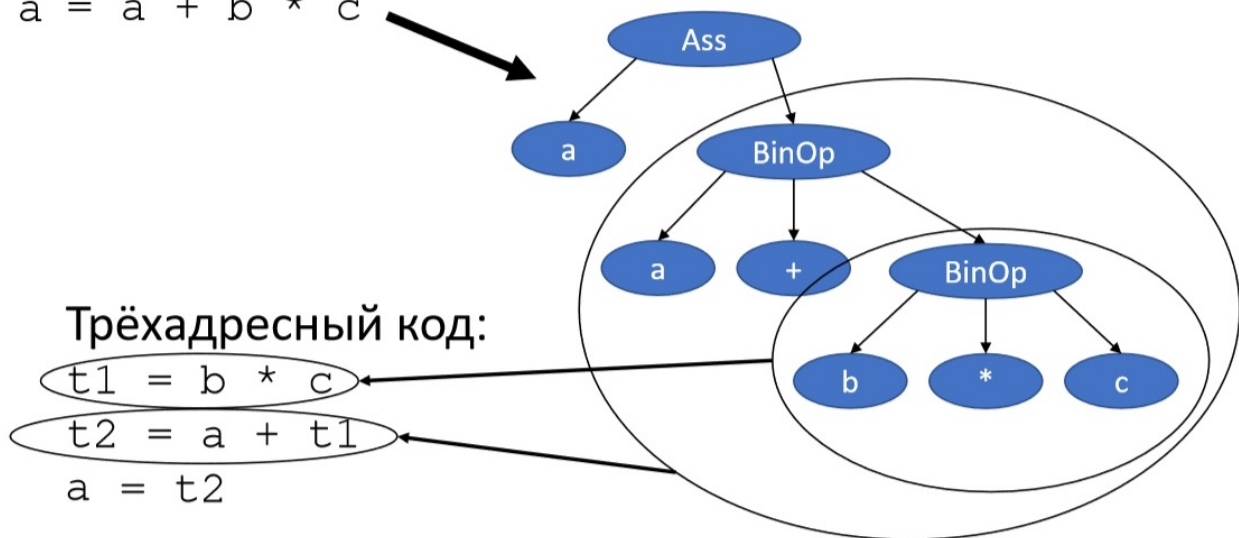 a = a + b * c
Ass
a
BinOp
a
+
BinOp
b
*
c
Трёхадресный код:
t1 = b * c
t2 = a + t1
a = t2